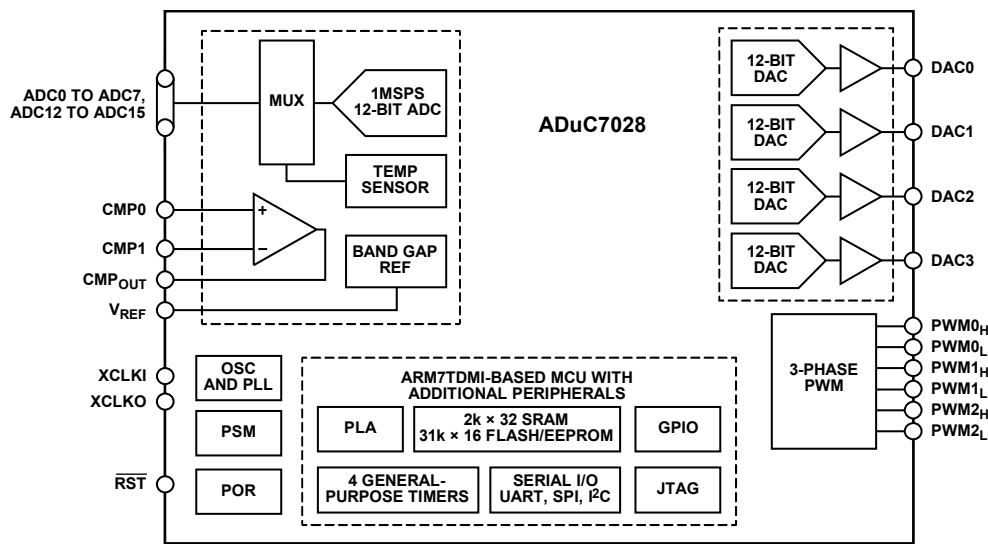 ADC0 TO ADC7,
ADC12 TO ADC15
MUX
1MSPS
12-BIT ADC
TEMP
SENSOR
CMP0
+
CMP1
−
CMPOUT
BAND GAP
REF
VREF
ADuC7028
12-BIT
DAC
DAC0
12-BIT
DAC
DAC1
12-BIT
DAC
DAC2
12-BIT
DAC
DAC3
3-PHASE
PWM
PWM0H
PWM0L
PWM1H
PWM1L
PWM2H
PWM2L
XCLKI
XCLKO
OSC
AND PLL
PSM
RST
POR
ARM7TDMI-BASED MCU WITH
ADDITIONAL PERIPHERALS
PLA
2k × 32 SRAM
31k × 16 FLASH/EEPROM
GPIO
4 GENERAL-
PURPOSE TIMERS
SERIAL I/O
UART, SPI, I2C
JTAG